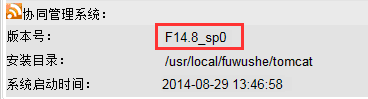 协同管理系统：
版本号： F14.8_sp0
安装目录： /usr/local/fuwushe/tomcat
系统启动时间： 2014-08-29 13:46:58